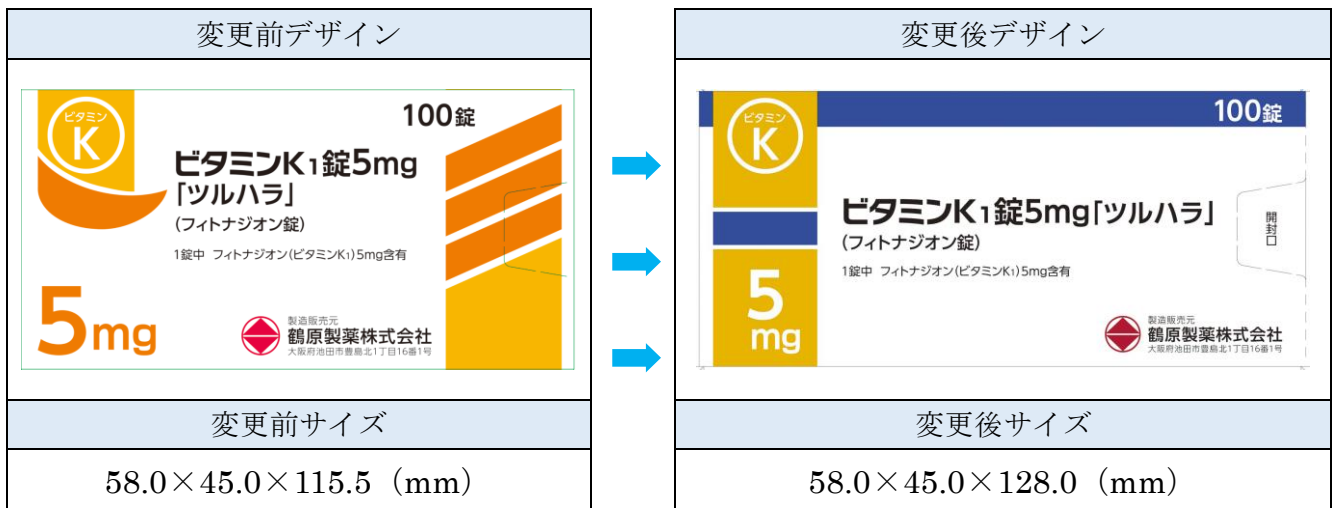 変更前デザイン
ビタミン
K
100錠
ビタミンK1錠5mg
「ツルハラ」
(フィトナジオン錠)
1錠中 フィトナジオン(ビタミンK1)5mg含有
5mg
製造販売元
鶴原製薬株式会社
大阪府池田市豊島北1丁目16番1号
変更前サイズ
58.0×45.0×115.5（mm）
変更後デザイン
ビタミン
K
100錠
ビタミンK1錠5mg「ツルハラ」
(フィトナジオン錠)
1錠中 フィトナジオン(ビタミンK1)5mg含有
開封口
5
mg
製造販売元
鶴原製薬株式会社
大阪府池田市豊島北1丁目16番1号
変更後サイズ
58.0×45.0×128.0（mm）